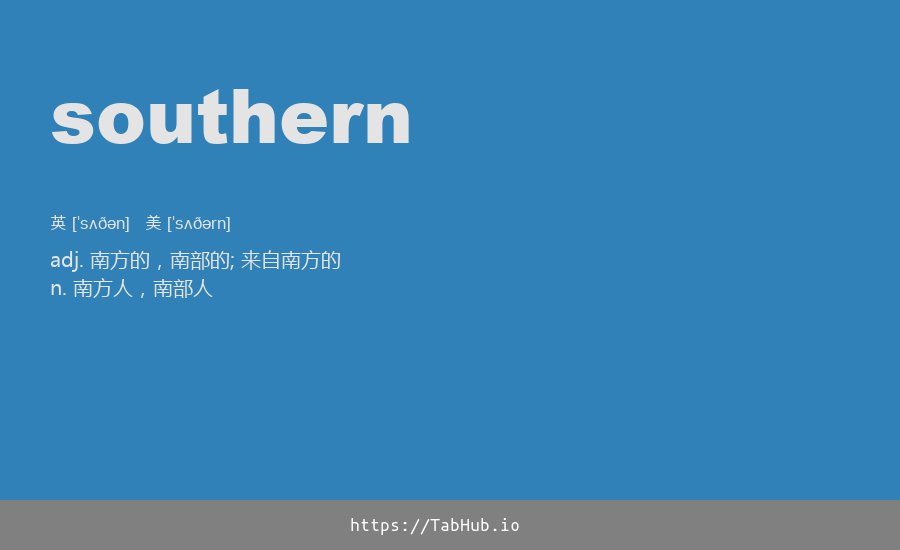 southern
英 [ˈsʌðən] 美 [ˈsʌðərn]
adj. 南方的，南部的; 来自南方的
n. 南方人，南部人
https://TabHub.io